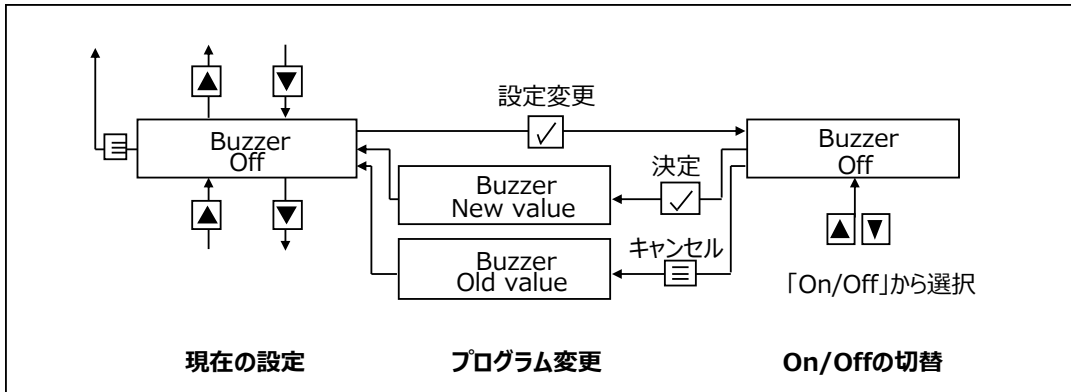 設定変更
Buzzer
Off
Buzzer
Off
決定
Buzzer
New value
キャンセル
Buzzer
Old value
「On/Off」から選択
現在の設定
プログラム変更
On/Offの切替